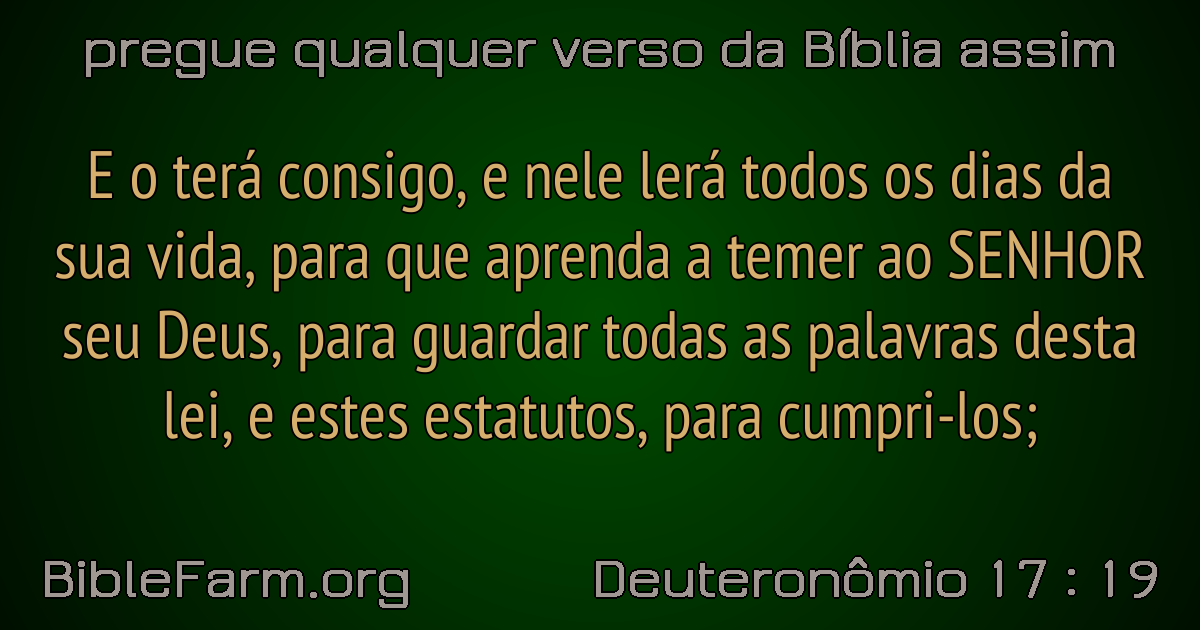 pregue qualquer verso da Bíblia assim
E o terá consigo, e nele lerá todos os dias da
sua vida, para que aprenda a temer ao SENHOR
seu Deus, para guardar todas as palavras desta
lei, e estes estatutos, para cumpri-los;
BibleFarm.org
Deuteronômio 17 : 19